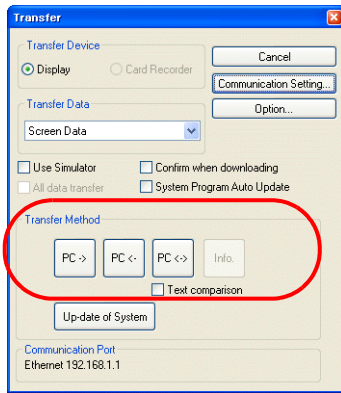 Transfer
Transfer Device
Display
Card Recorder
Cancel
Communication Setting...
Option...
Transfer Data
Screen Data
Use Simulator
Confirm when downloading
All data transfer
System Program Auto Update
Transfer Method
PC ->
PC <-
PC <->
Info.
Text comparison
Up-date of System
Communication Port
Ethernet 192.168.1.1